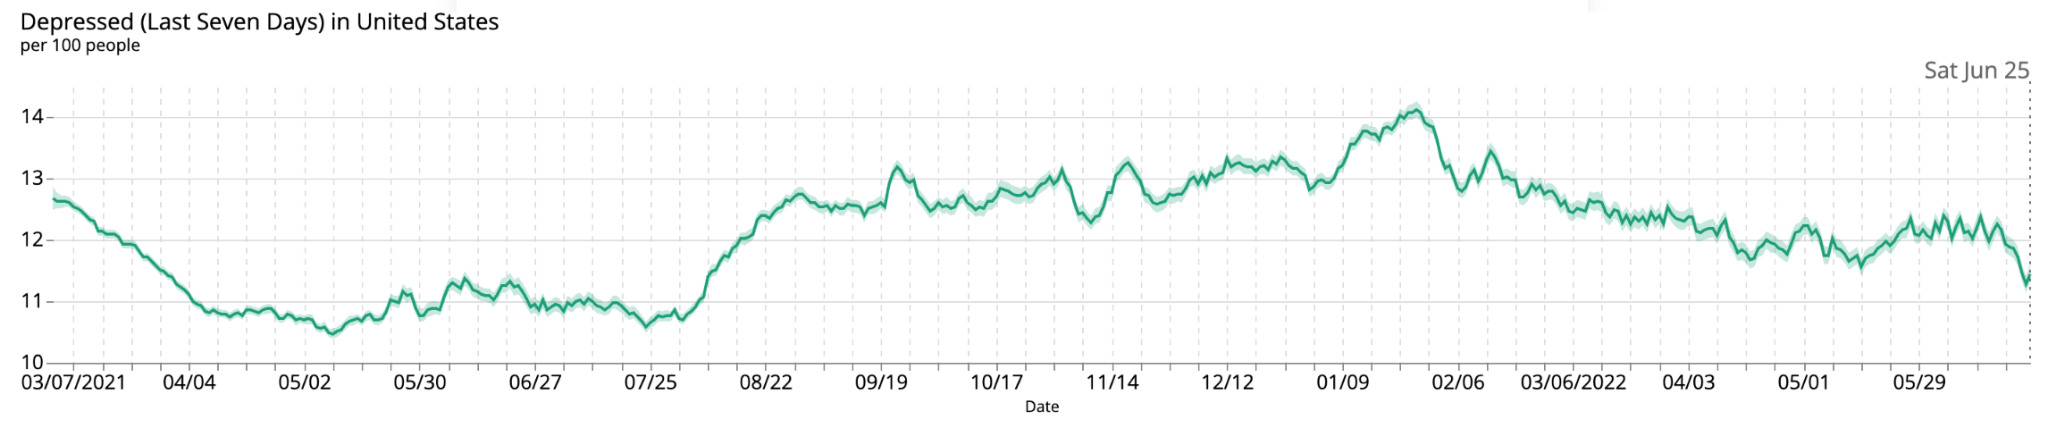 Depressed (Last Seven Days) in United States
per 100 people
Sat Jun 25
14
13
12
11
10
03/07/2021 04/04 05/02 05/30 06/27 07/25 08/22 09/19 10/17 11/14 12/12 01/09 02/06 03/06/2022 04/03 05/01 05/29
Date